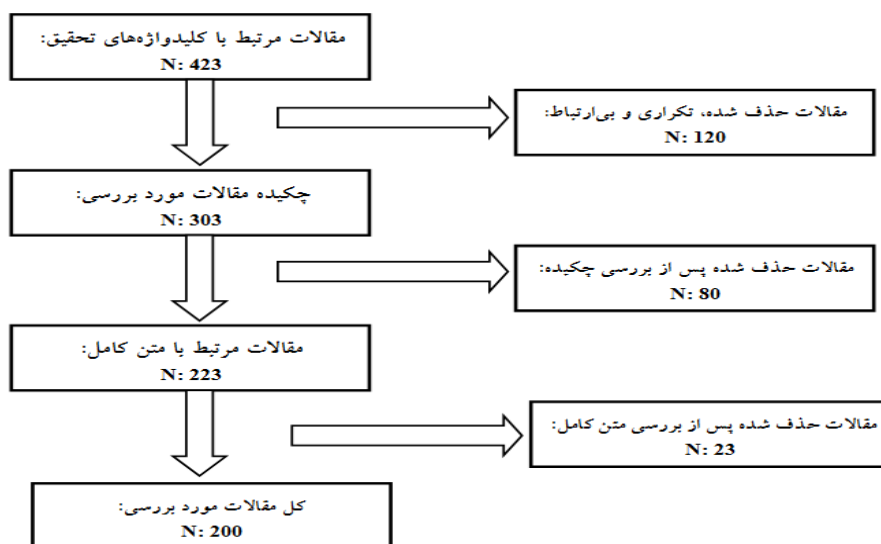 مقالات مرتبط با کلیدواژه‌های تحقیق:
N: 423
مقالات حذف شده، تکراری و بی‌ارتباط:
N: 120
چکیده مقالات مورد بررسی:
N: 303
مقالات حذف شده پس از بررسی چکیده:
N: 80
مقالات مرتبط با متن کامل:
N: 223
مقالات حذف شده پس از بررسی متن کامل:
N: 23
کل مقالات مورد بررسی:
N: 200